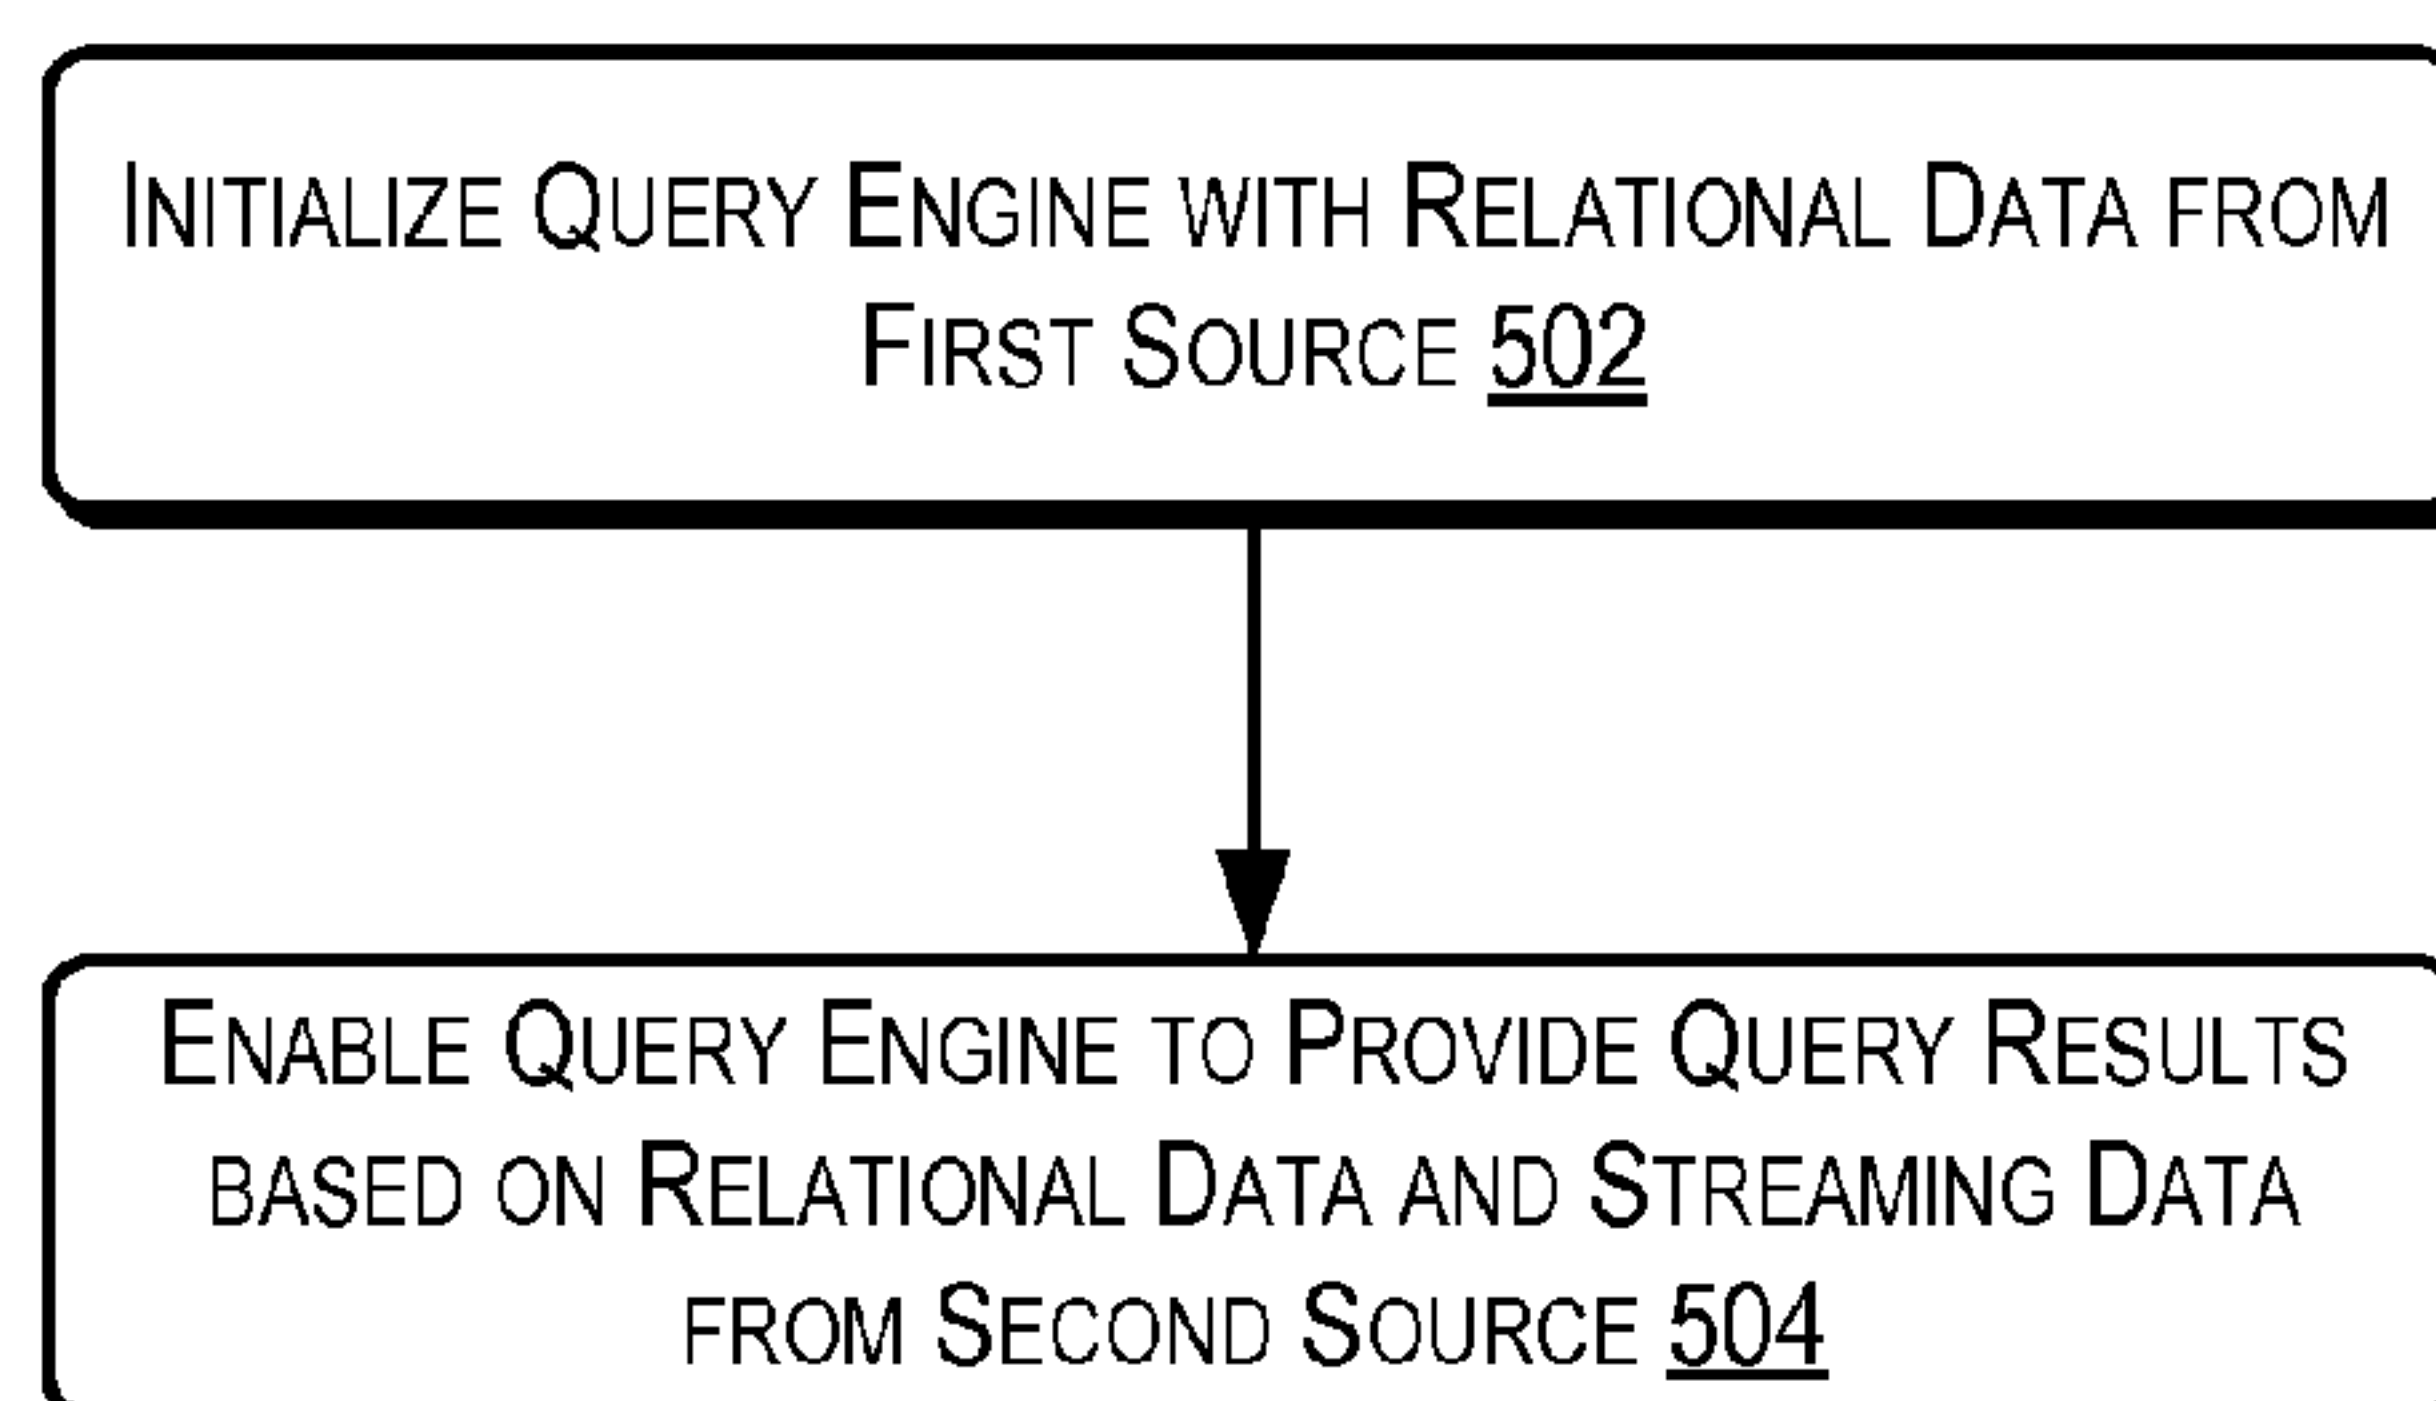 Initialize Query Engine with Relational Data from
First Source 502
Enable Query Engine to Provide Query Results
based on Relational Data and Streaming Data
from Second Source 504